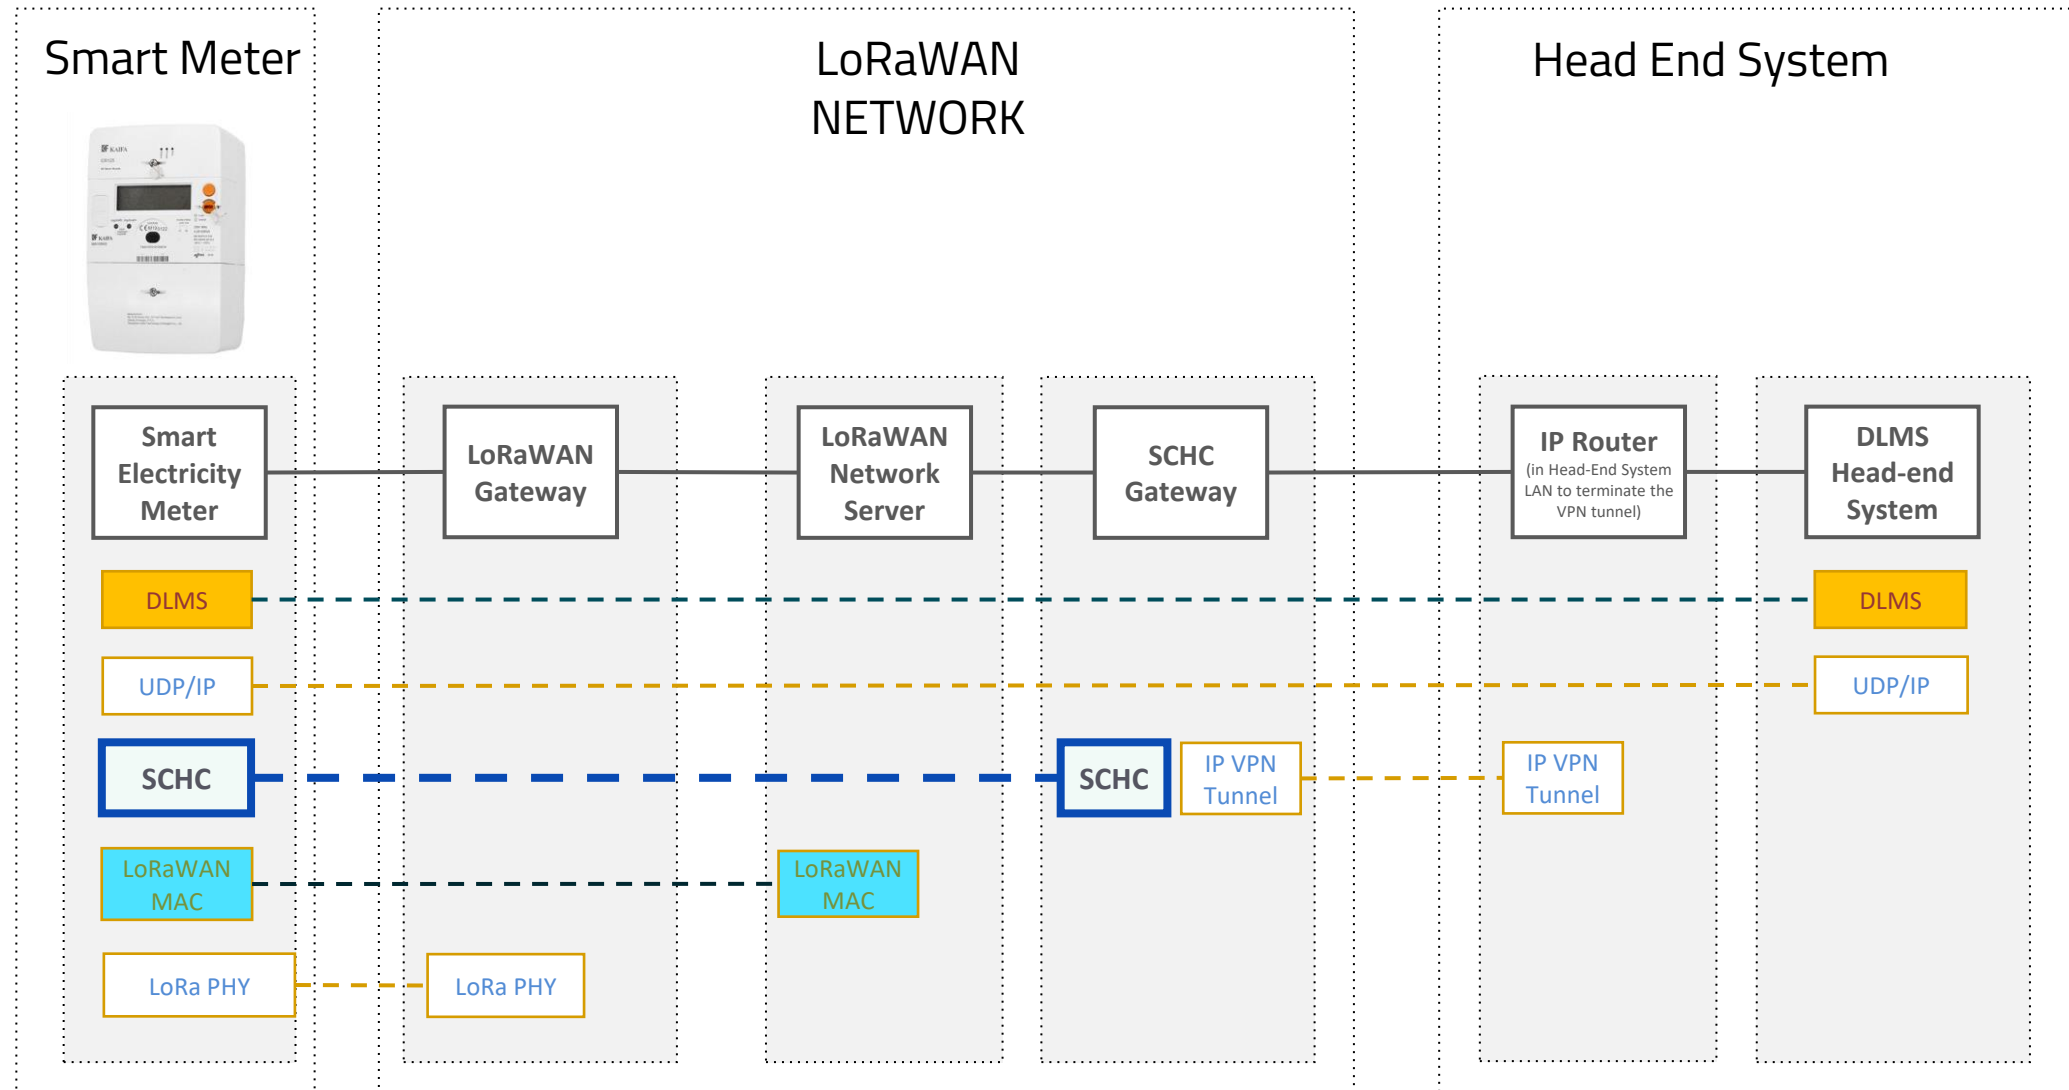 Smart Meter
LoRaWAN
NETWORK
Head End System
KAIFA
KAIFA
Smart
Electricity
Meter
LoRaWAN
Gateway
LoRaWAN
Network
Server
SCHC
Gateway
IP Router
(in Head-End System
LAN to terminate the
VPN tunnel)
DLMS
Head-end
System
DLMS
DLMS
UDP/IP
UDP/IP
SCHC
SCHC
IP VPN
Tunnel
IP VPN
Tunnel
LoRaWAN
MAC
LoRaWAN
MAC
LoRa PHY
LoRa PHY